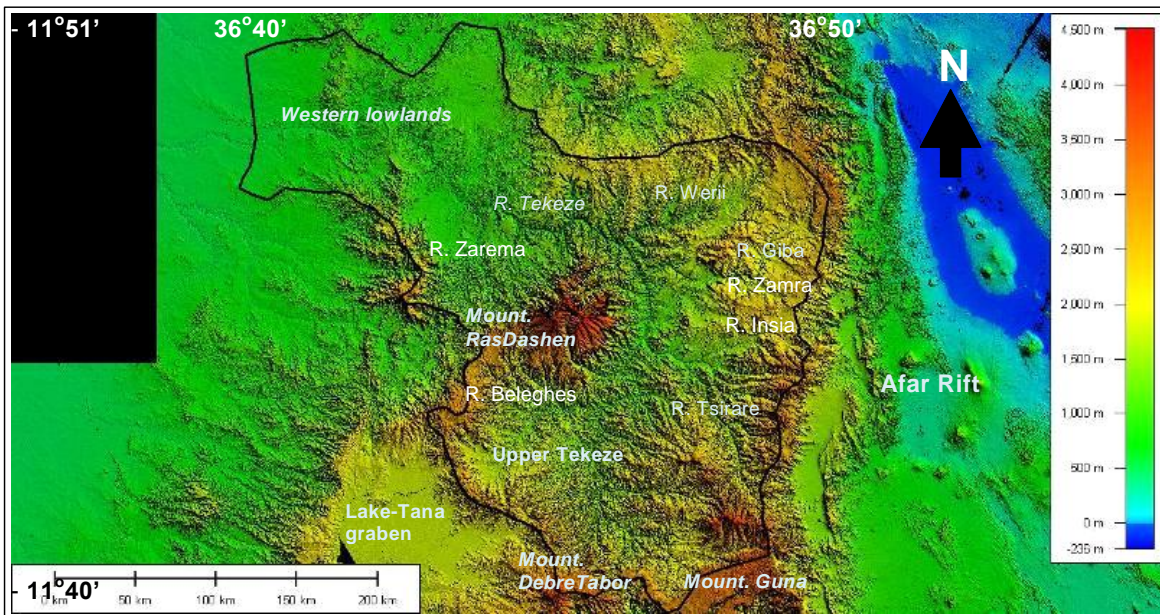 - 11°51'
36°40'
36°50'
N
Western lowlands
R. Tekeze
R. Werii
R. Zarema
R. Giba
R. Zamra
R. Insia
Mount.
RasDashen
R. Beleghes
R. Tsirare
Afar Rift
Upper Tekeze
Lake-Tana
graben
Mount.
DebreTabor
Mount. Guna
- 11°40'
0 km
50 km
100 km
150 km
200 km
4,500 m
4,000 m
3,500 m
3,000 m
2,500 m
2,000 m
1,500 m
1,000 m
500 m
0 m
-236 m